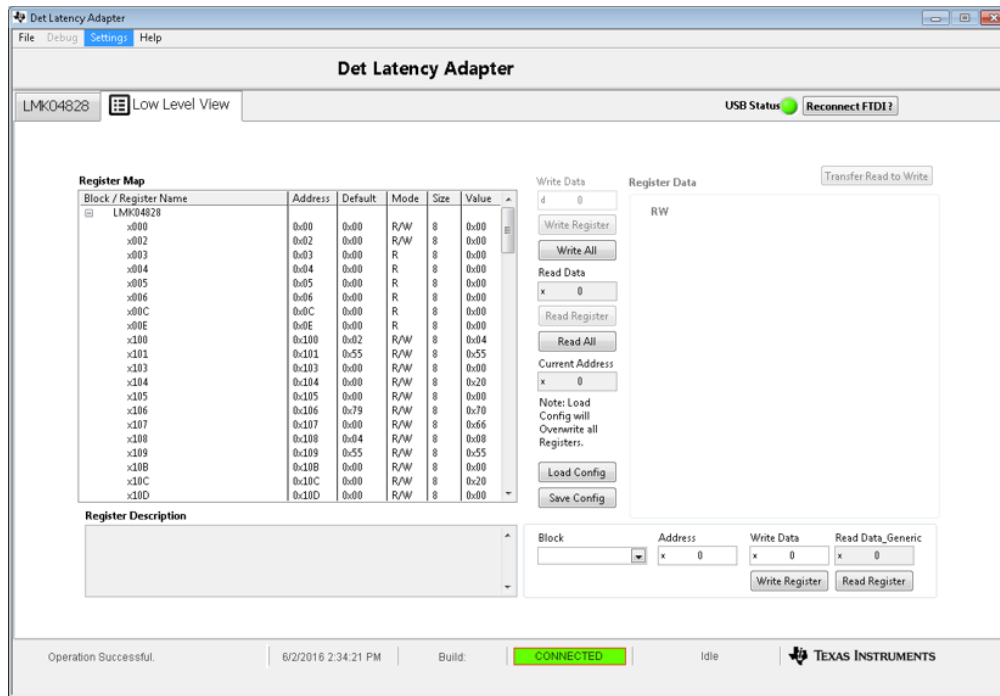 Det Latency Adapter
File Debug Settings Help
Det Latency Adapter
LMK04828 Low Level View USB Status Reconnect FTDI?
Transfer Read to Write
Register Map
Block / Register Name Address Default Mode Size Value
LMK04828
x000 0x00 0x00 R/W 8 0x00
x002 0x02 0x00 R/W 8 0x00
x003 0x03 0x00 R 8 0x00
x004 0x04 0x00 R 8 0x00
x005 0x05 0x00 R 8 0x00
x006 0x06 0x00 R 8 0x00
x00C 0x0C 0x00 R 8 0x00
x00E 0x0E 0x00 R 8 0x00
x100 0x100 0x02 R/W 8 0x04
x101 0x101 0x55 R/W 8 0x55
x103 0x103 0x00 R/W 8 0x00
x104 0x104 0x00 R/W 8 0x20
x105 0x105 0x00 R/W 8 0x00
x106 0x106 0x79 R/W 8 0x70
x107 0x107 0x00 R/W 8 0x66
x108 0x108 0x04 R/W 8 0x08
x109 0x109 0x55 R/W 8 0x55
x10B 0x10B 0x00 R/W 8 0x00
x10C 0x10C 0x00 R/W 8 0x20
x10D 0x10D 0x00 R/W 8 0x00
Write Data
d 0
Write Register
Write All
Read Data
x 0
Read Register
Read All
Current Address
x 0
Note: Load
Config will
Overwrite all
Registers.
Load Config
Save Config
Register Data
RW
Register Description
Block Address Write Data Read Data_Generic
x 0 x 0 x 0
Write Register Read Register
Operation Successful. 6/2/2016 2:34:21 PM Build: CONNECTED Idle TEXAS INSTRUMENTS